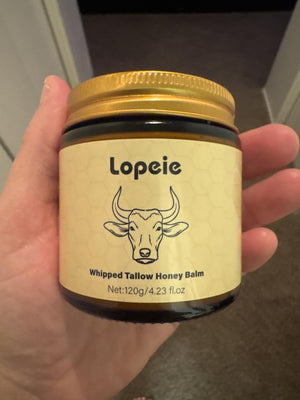 Lopeie
Whipped Tallow Honey Balm
Net:120g/4.23 fl.oz